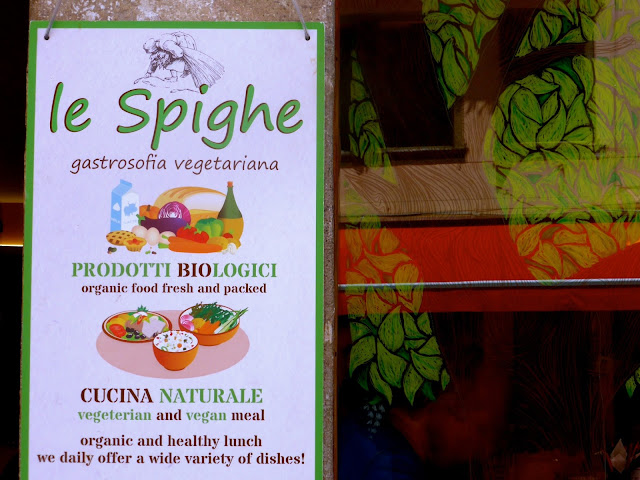 le Spighe
gastrosofia vegetariana
PRODOTTI BIOLOGICI
organic food fresh and packed
CUCINA NATURALE
vegeterian and vegan meal
organic and healthy lunch
we daily offer a wide variety of dishes!